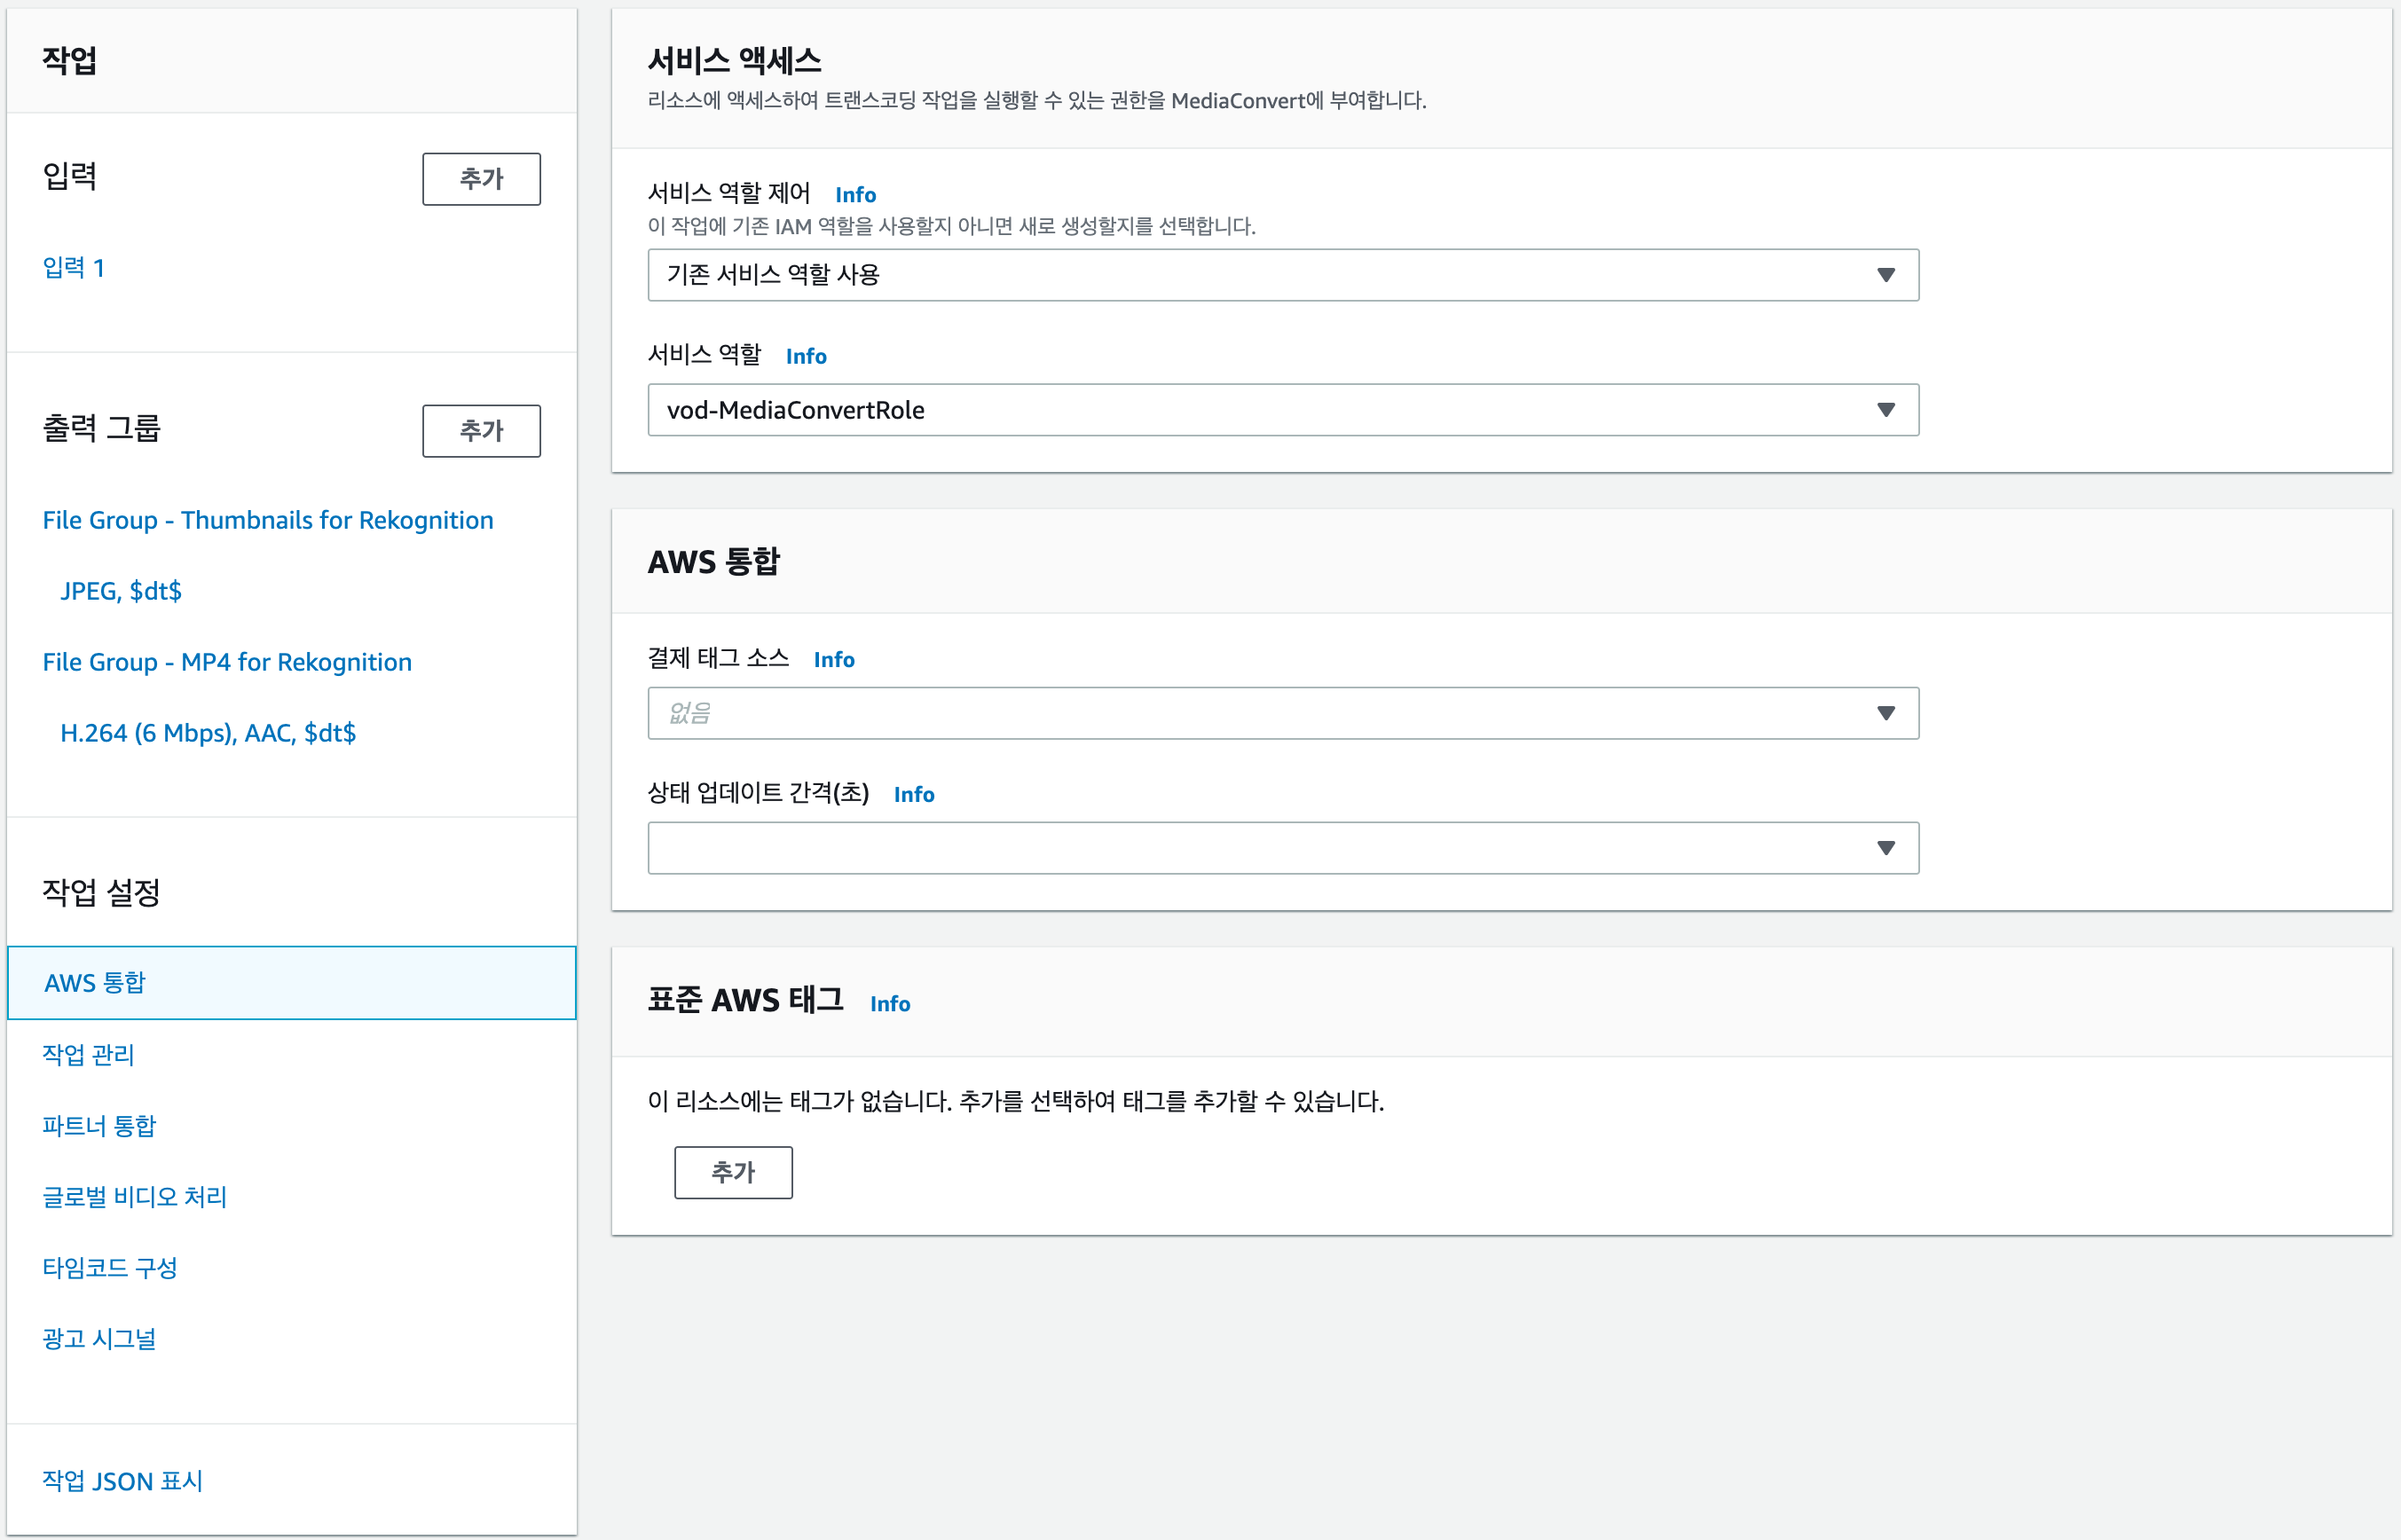 작업
입력
추가
입력 1
출력 그룹
추가
File Group - Thumbnails for Rekognition
JPEG, $dt$
File Group - MP4 for Rekognition
H.264 (6 Mbps), AAC, $dt$
작업 설정
AWS 통합
작업 관리
파트너 통합
글로벌 비디오 처리
타임코드 구성
광고 시그널
작업 JSON 표시
서비스 액세스
리소스에 액세스하여 트랜스코딩 작업을 실행할 수 있는 권한을 MediaConvert에 부여합니다.
서비스 역할 제어 Info
이 작업에 기존 IAM 역할을 사용할지 아니면 새로 생성할지를 선택합니다.
기존 서비스 역할 사용
서비스 역할 Info
vod-MediaConvertRole
AWS 통합
결제 태그 소스 Info
없음
상태 업데이트 간격(초) Info
표준 AWS 태그 Info
이 리소스에는 태그가 없습니다. 추가를 선택하여 태그를 추가할 수 있습니다.
추가